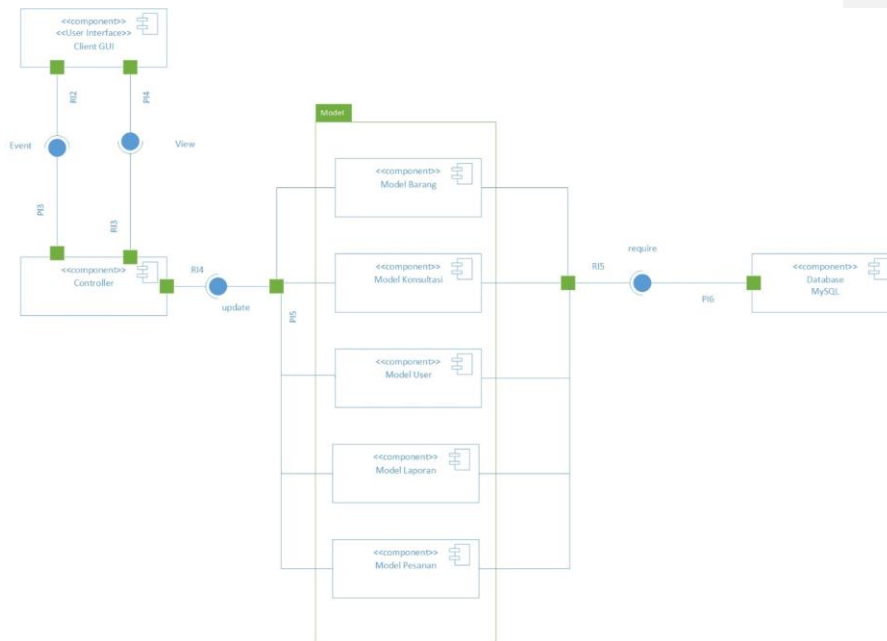 <<component>>
<<User Interface>>
Client GUI
RI2
PI4
Event
View
PI3
RI3
<<component>>
Controller
RI4
update
PI5
Model
<<component>>
Model Barang
<<component>>
Model Konsultasi
<<component>>
Model User
<<component>>
Model Laporan
<<component>>
Model Pesanan
RI5
require
PI6
<<component>>
Database
MySQL